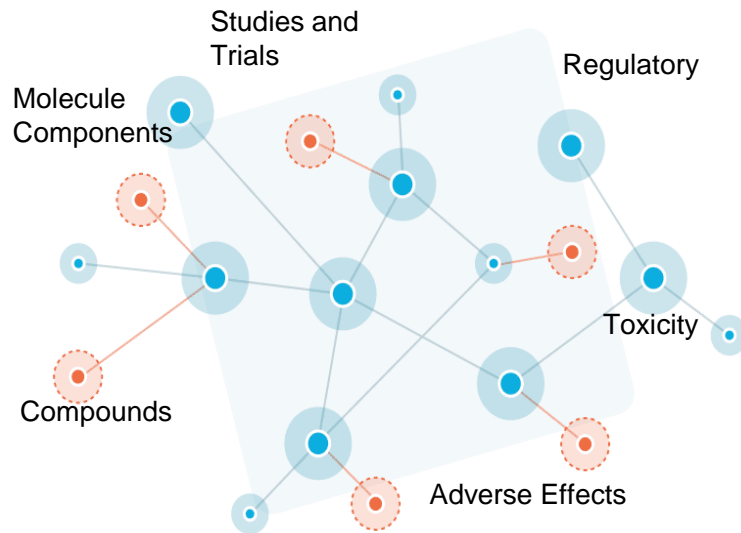 Studies and
Trials
Regulatory
Molecule
Components
Toxicity
Compounds
Adverse Effects